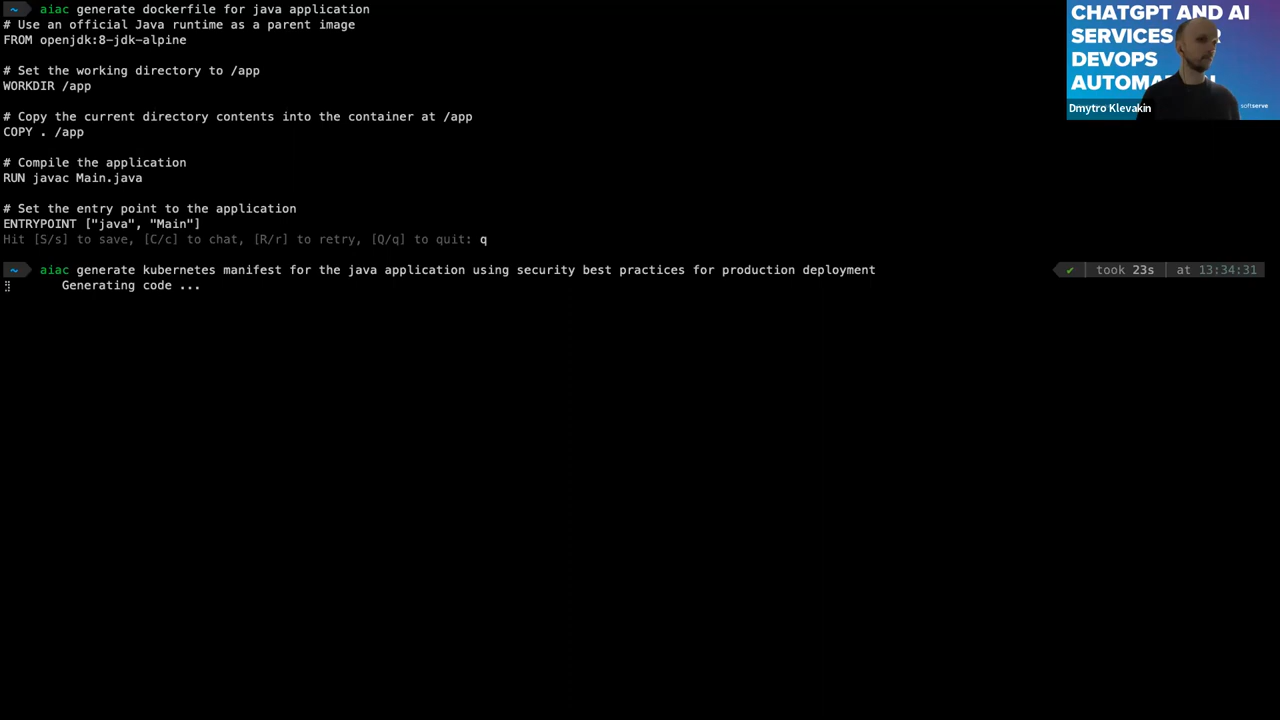 ~ aiac generate dockerfile for java application
# Use an official Java runtime as a parent image
FROM openjdk:8-jdk-alpine
# Set the working directory to /app
WORKDIR /app
# Copy the current directory contents into the container at /app
COPY . /app
# Compile the application
RUN javac Main.java
# Set the entry point to the application
ENTRYPOINT ["java", "Main"]
Hit [S/s] to save, [C/c] to chat, [R/r] to retry, [Q/q] to quit: q
~ aiac generate kubernetes manifest for the java application using security best practices for production deployment ✔ took 23s at 13:34:31
Generating code ...
CHATGPT AND AI
SERVICES R
DEVOPS
AUTOMA
Dmytro Klevakin
softserve